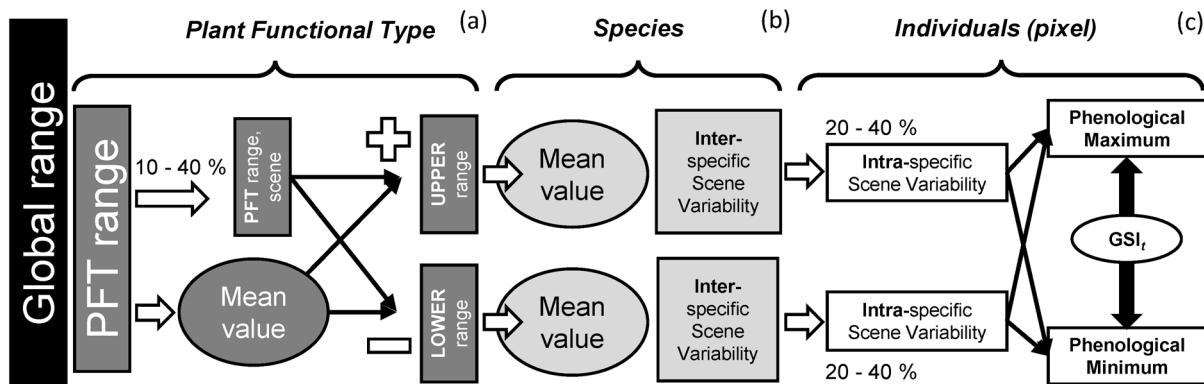 Global range
Plant Functional Type
(a)
Species
(b)
Individuals (pixel)
(c)
PFT range
10 - 40 %
PFT range,
scene
Mean
value
UPPER
range
LOWER
range
Mean
value
Inter-
specific
Scene
Variability
Mean
value
Inter-
specific
Scene
Variability
20 - 40 %
Intra-specific
Scene Variability
Intra-specific
Scene Variability
20 - 40 %
Phenological
Maximum
GSIt
Phenological
Minimum